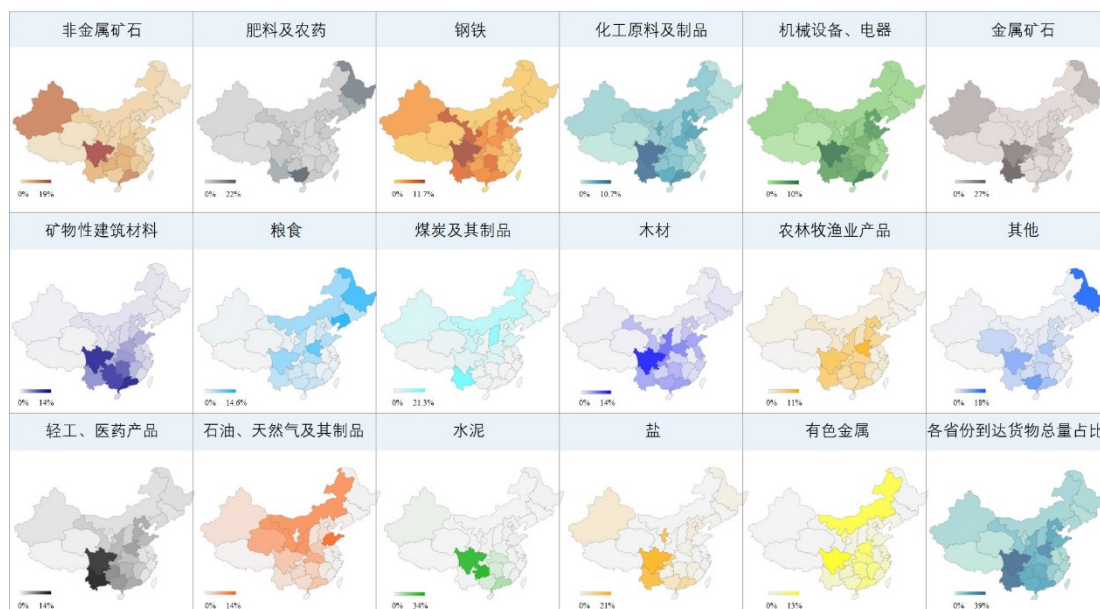 非金属矿石 肥料及农药 钢铁 化工原料及制品 机械设备、电器 金属矿石
0% 19% 0% 22% 0% 11.7% 0% 10.7% 0% 10% 0% 27%
矿物性建筑材料 粮食 煤炭及其制品 木材 农林牧渔业产品 其他
0% 14% 0% 14.6% 0% 21.3% 0% 14% 0% 11% 0% 18%
轻工、医药产品 石油、天然气及其制品 水泥 盐 有色金属 各省份到达货物总量占比
0% 14% 0% 14% 0% 34% 0% 21% 0% 13% 0% 39%